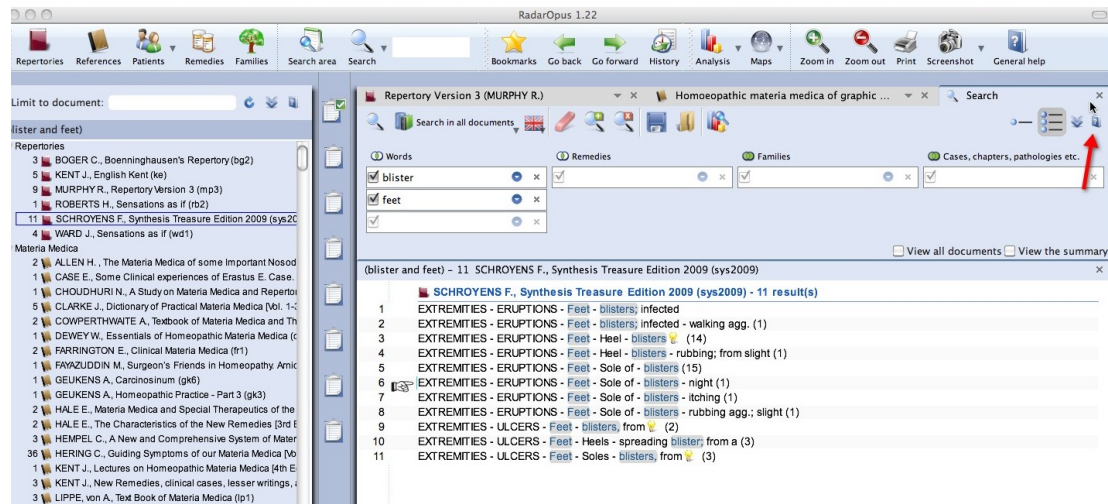 RadarOpus 1.22
Repertories References Patients Remedies Families Search area Search Bookmarks Go back Go forward History Analysis Maps Zoom in Zoom out Print Screenshot General help
Limit to document:
lister and feet)
Repertories
3 BOGER C., Boenninghausen's Repertory (bg2)
5 KENT J., English Kent (ke)
9 MURPHY R., Repertory Version 3 (mp3)
1 ROBERTS H., Sensations as if (rb2)
11 SCHROYENS F., Synthesis Treasure Edition 2009 (sys20
4 WARD J., Sensations as if (wd1)
Materia Medica
2 ALLEN H. , The Materia Medica of some Important Nosod
1 CASE E., Some Clinical experiences of Erastus E. Case.
1 CHOUDHURI N., A Study on Materia Medica and Repertor
5 CLARKE J., Dictionary of Practical Materia Medica [Vol. 1-3
2 COWPERTHWAITE A., Textbook of Materia Medica and Th
1 DEWEY W., Essentials of Homeopathic Materia Medica (d
2 FARRINGTON E., Clinical Materia Medica (fr1)
1 FAYAZUDDIN M., Surgeon's Friends in Homeopathy. Arnic
1 GEUKENS A., Carcinosinum (gk6)
1 GEUKENS A., Homeopathic Practice - Part 3 (gk3)
2 HALE E., Materia Medica and Special Therapeutics of the
2 HALE E., The Characteristics of the New Remedies [3rd E
3 HEMPEL C., A New and Comprehensive System of Mater
36 HERING C., Guiding Symptoms of our Materia Medica [Vo
1 KENT J., Lectures on Homeopathic Materia Medica [4th E
3 KENT J., New Remedies, clinical cases, lesser writings, a
3 LIPPE, von A., Text Book of Materia Medica (lp1)
Repertory Version 3 (MURPHY R.) Homoeopathic materia medica of graphic ... Search
Search in all documents
Words Remedies Families Cases, chapters, pathologies etc.
blister
feet
View all documents View the summary
(blister and feet) - 11 SCHROYENS F., Synthesis Treasure Edition 2009 (sys2009)
SCHROYENS F., Synthesis Treasure Edition 2009 (sys2009) - 11 result(s)
1 EXTREMITIES - ERUPTIONS - Feet - blisters; infected
2 EXTREMITIES - ERUPTIONS - Feet - blisters; infected - walking agg. (1)
3 EXTREMITIES - ERUPTIONS - Feet - Heel - blisters (14)
4 EXTREMITIES - ERUPTIONS - Feet - Heel - blisters - rubbing; from slight (1)
5 EXTREMITIES - ERUPTIONS - Feet - Sole of - blisters (15)
6 EXTREMITIES - ERUPTIONS - Feet - Sole of - blisters - night (1)
7 EXTREMITIES - ERUPTIONS - Feet - Sole of - blisters - itching (1)
8 EXTREMITIES - ERUPTIONS - Feet - Sole of - blisters - rubbing agg.; slight (1)
9 EXTREMITIES - ULCERS - Feet - blisters, from (2)
10 EXTREMITIES - ULCERS - Feet - Heels - spreading blister; from a (3)
11 EXTREMITIES - ULCERS - Feet - Soles - blisters, from (3)